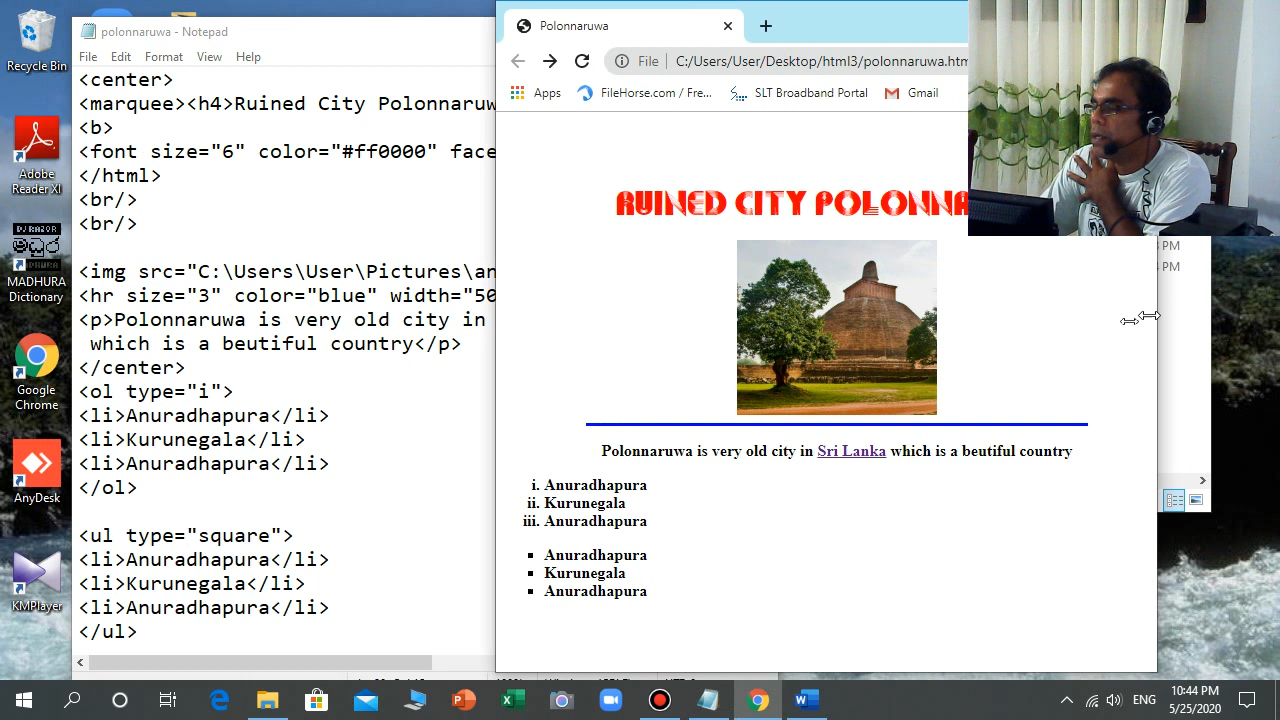 Recycle Bin
Adobe
Reader XI
MADHURA
Dictionary
Google
Chrome
AnyDesk
KMPlayer
polonnaruwa - Notepad
File Edit Format View Help
<center>
<marquee><h4>Ruined City Polonnaruw
<b>
<font size="6" color="#ff0000" face
</html>
<br/>
<br/>
<img src="C:\Users\User\Pictures\an
<hr size="3" color="blue" width="50
<p>Polonnaruwa is very old city in
which is a beutiful country</p>
</center>
<ol type="i">
<li>Anuradhapura</li>
<li>Kurunegala</li>
<li>Anuradhapura</li>
</ol>
<ul type="square">
<li>Anuradhapura</li>
<li>Kurunegala</li>
<li>Anuradhapura</li>
</ul>
Polonnaruwa
File C:/Users/User/Desktop/html3/polonnaruwa.htm
Apps FileHorse.com / Fre... SLT Broadband Portal Gmail
RUINED CITY POLONNA
Polonnaruwa is very old city in Sri Lanka which is a beutiful country
i. Anuradhapura
ii. Kurunegala
iii. Anuradhapura
Anuradhapura
Kurunegala
Anuradhapura
PM
PM
ENG
10:44 PM
5/25/2020